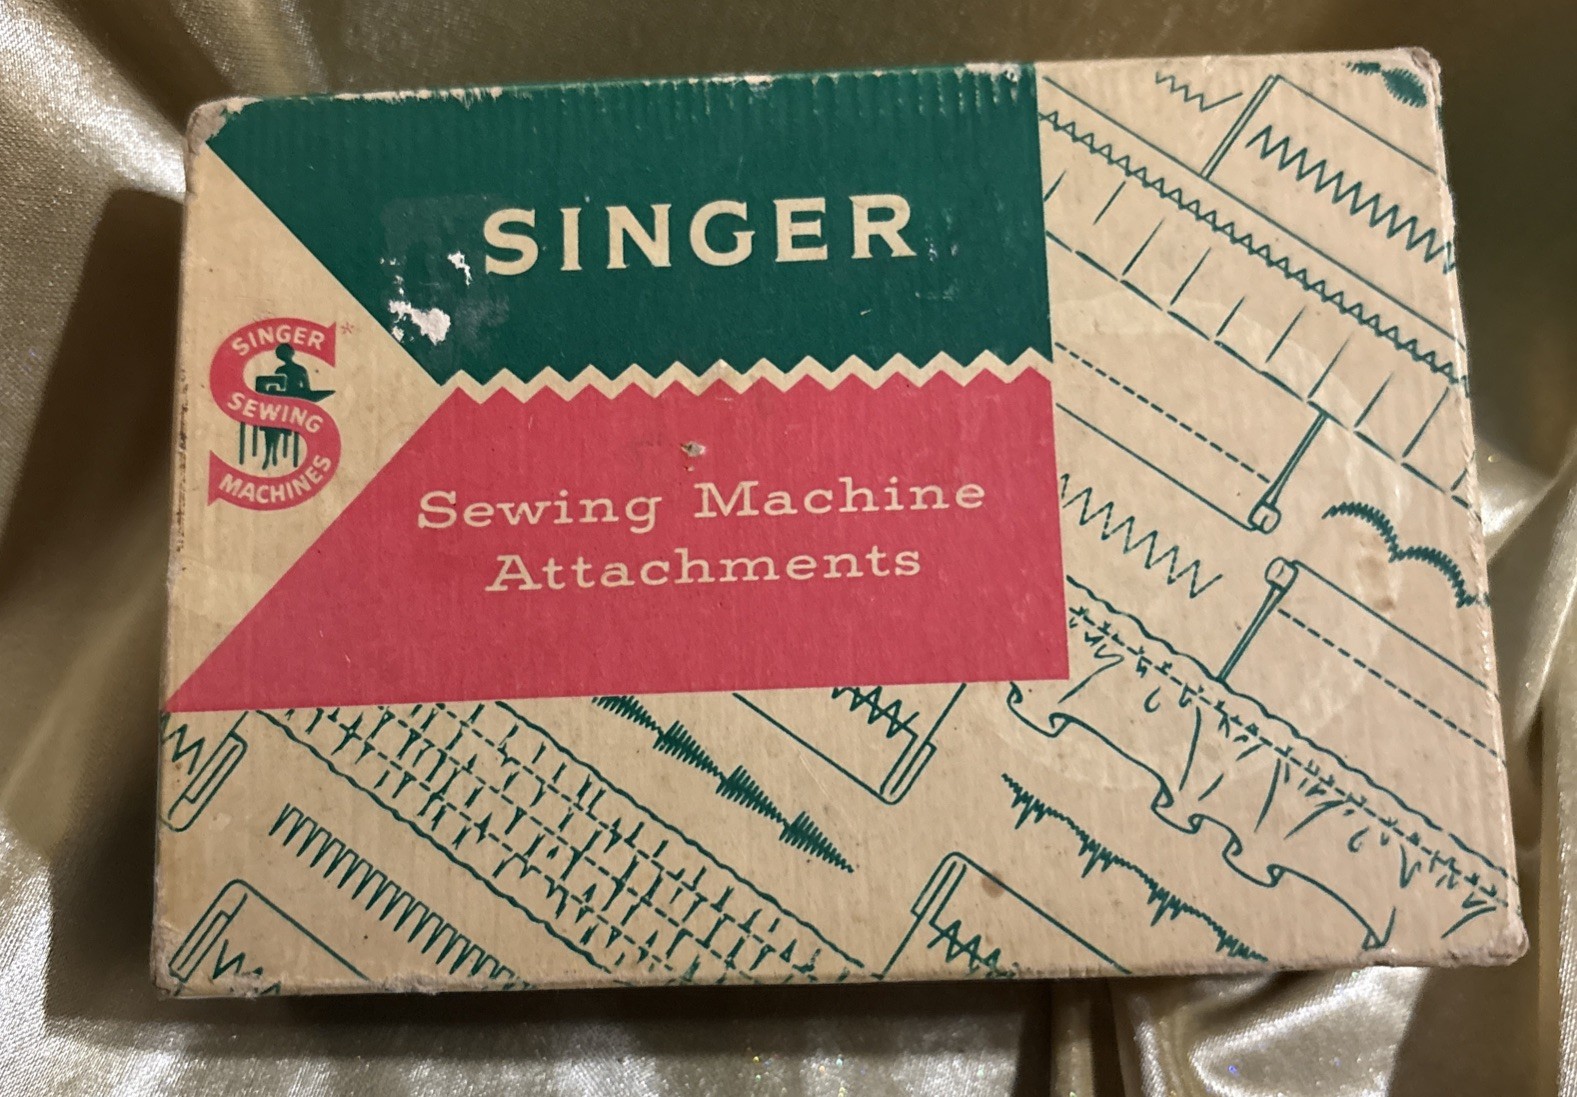 SINGER
SINGER*
SEWING
MACHINES
Sewing Machine
Attachments